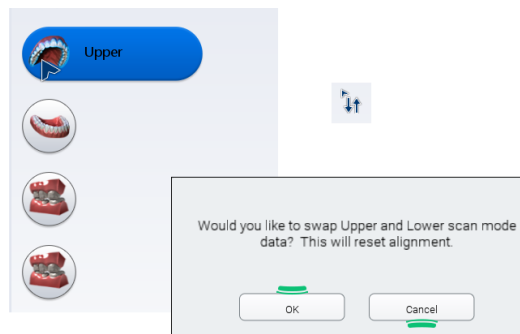 Upper
Would you like to swap Upper and Lower scan mode
data? This will reset alignment.
OK
Cancel